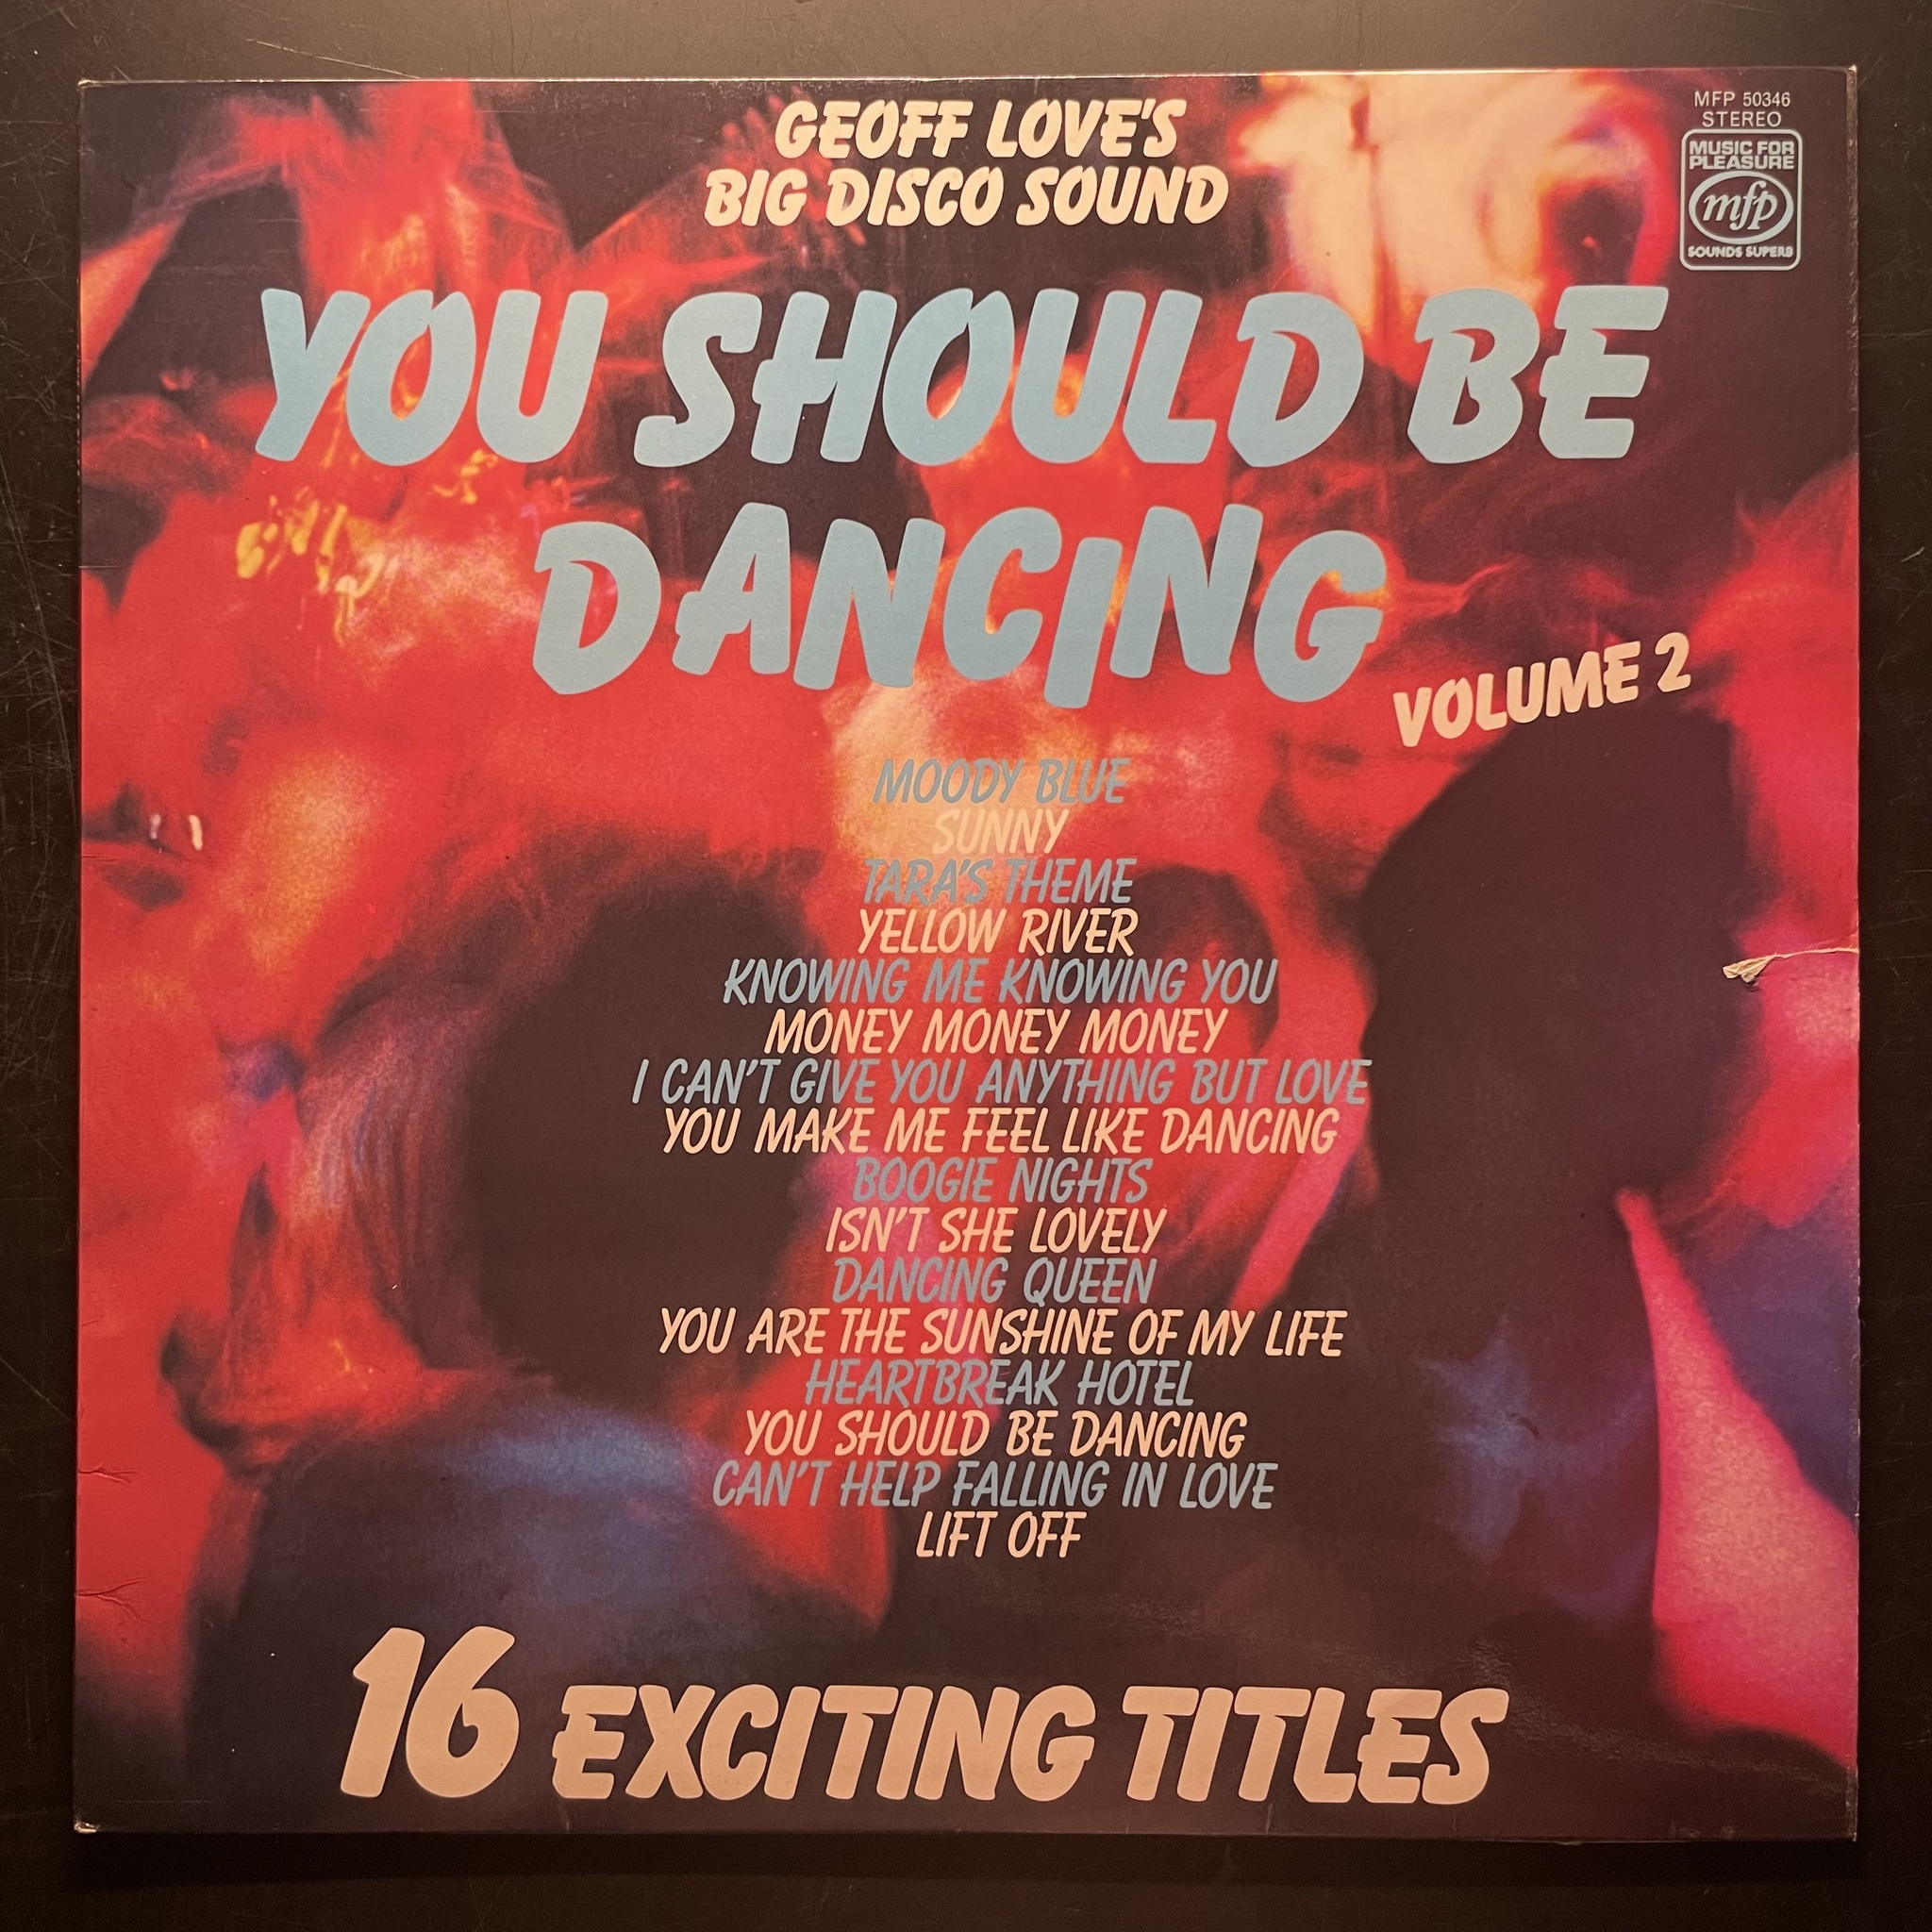 GEOFF LOVE'S
BIG DISCO SOUND
MFP 50346
STEREO
MUSIC FOR
PLEASURE
mfp
SOUNDS SUPERB
YOU SHOULD BE
DANCING
VOLUME 2
MOODY BLUE
SUNNY
TARA'S THEME
YELLOW RIVER
KNOWING ME KNOWING YOU
MONEY MONEY MONEY
I CAN'T GIVE YOU ANYTHING BUT LOVE
YOU MAKE ME FEEL LIKE DANCING
BOOGIE NIGHTS
ISN'T SHE LOVELY
DANCING QUEEN
YOU ARE THE SUNSHINE OF MY LIFE
HEARTBREAK HOTEL
YOU SHOULD BE DANCING
CAN'T HELP FALLING IN LOVE
LIFT OFF
16 EXCITING TITLES